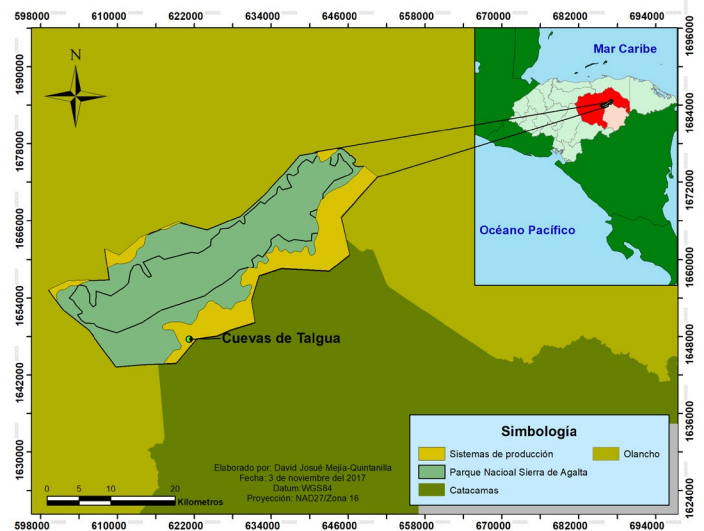 598000 610000 622000 634000 646000 658000 670000 682000 694000
1696000
1690000
1684000
1678000
1672000
1666000
1660000
1654000
1648000
1642000
1636000
1630000
1624000
N
Mar Caribe
Océano Pacífico
Cuevas de Talgua
Simbología
Sistemas de producción
Olancho
Parque Nacioal Sierra de Agalta
Catacamas
Elaborado por: David Josué Mejía-Quintanilla
Fecha: 3 de noviembre del 2017
Datum:WGS84
Proyección: NAD27/Zona 16
0 5 10 20
Kilometros
598000 610000 622000 634000 646000 658000 670000 682000 694000